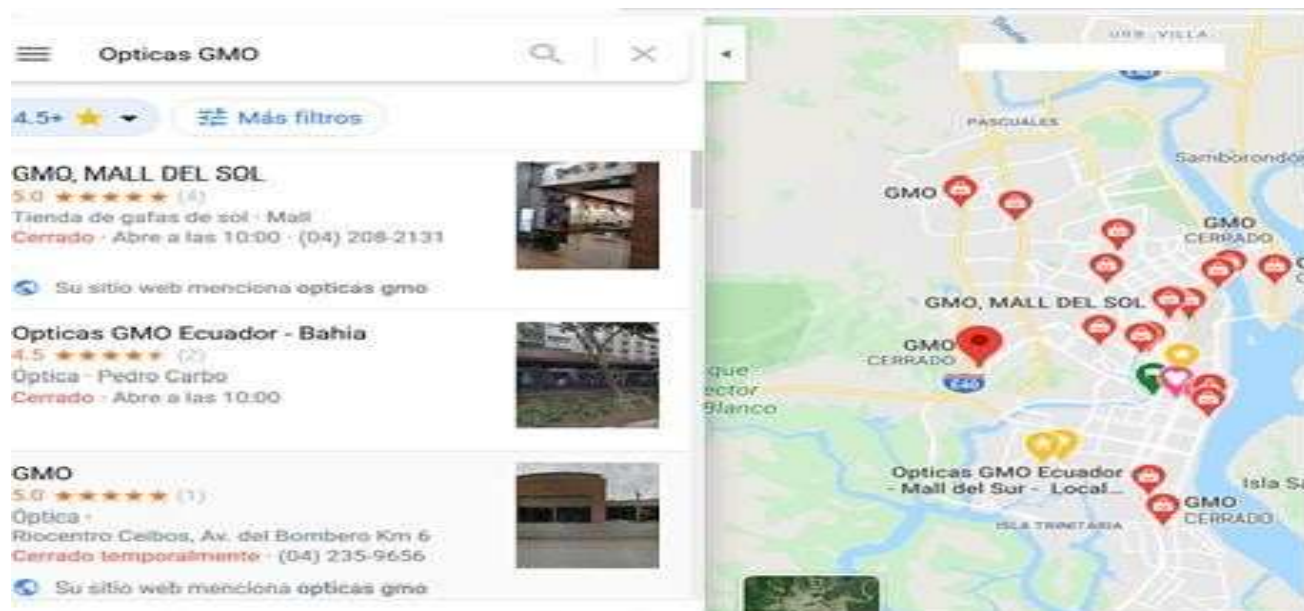 Opticas GMO
4.5+
Más filtros
GMO, MALL DEL SOL
5.0 (4)
Tienda de gafas de sol · Mall
Cerrado · Abre a las 10:00 · (04) 208-2131
Su sitio web menciona opticas gmo
Opticas GMO Ecuador - Bahia
4.5 (2)
Óptica · Pedro Carbo
Cerrado · Abre a las 10:00
GMO
5.0 (1)
Óptica ·
Riocentro Ceibos, Av. del Bombero Km 6
Cerrado temporalmente · (04) 235-9656
Su sitio web menciona opticas gmo
URB. VILLA
PASCUALES
Samborondón
GMO
GMO
CERRADO
GMO, MALL DEL SOL
GMO
CERRADO
E40
que
ector
Blanco
Opticas GMO Ecuador
- Mall del Sur - Local...
Isla Sa
GMO
CERRADO
ISLA TRINITARIA